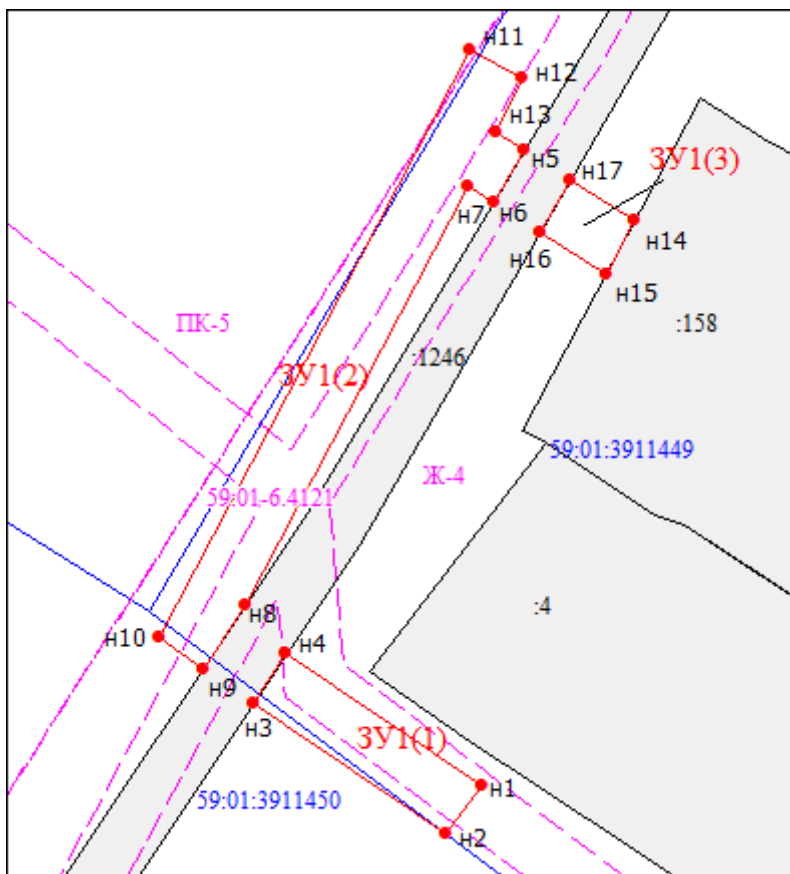 н11
н12
н13
н5
н17
ЗУ1(3)
н7
н6
н14
н16
н15
ПК-5
:158
:1246
ЗУ1(2)
59:01:3911449
Ж-4
59:01-6.4121
:4
н8
н10
н4
н9
н3
ЗУ1(1)
н1
59:01:3911450
н2